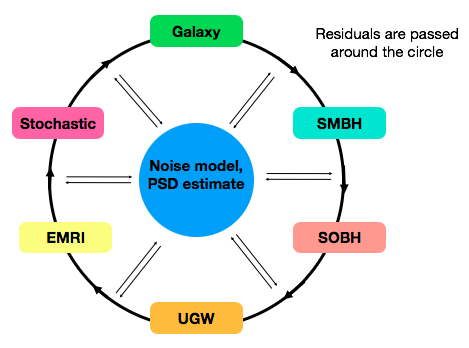 Galaxy
Residuals are passed
around the circle
Stochastic
SMBH
Noise model,
PSD estimate
EMRI
SOBH
UGW